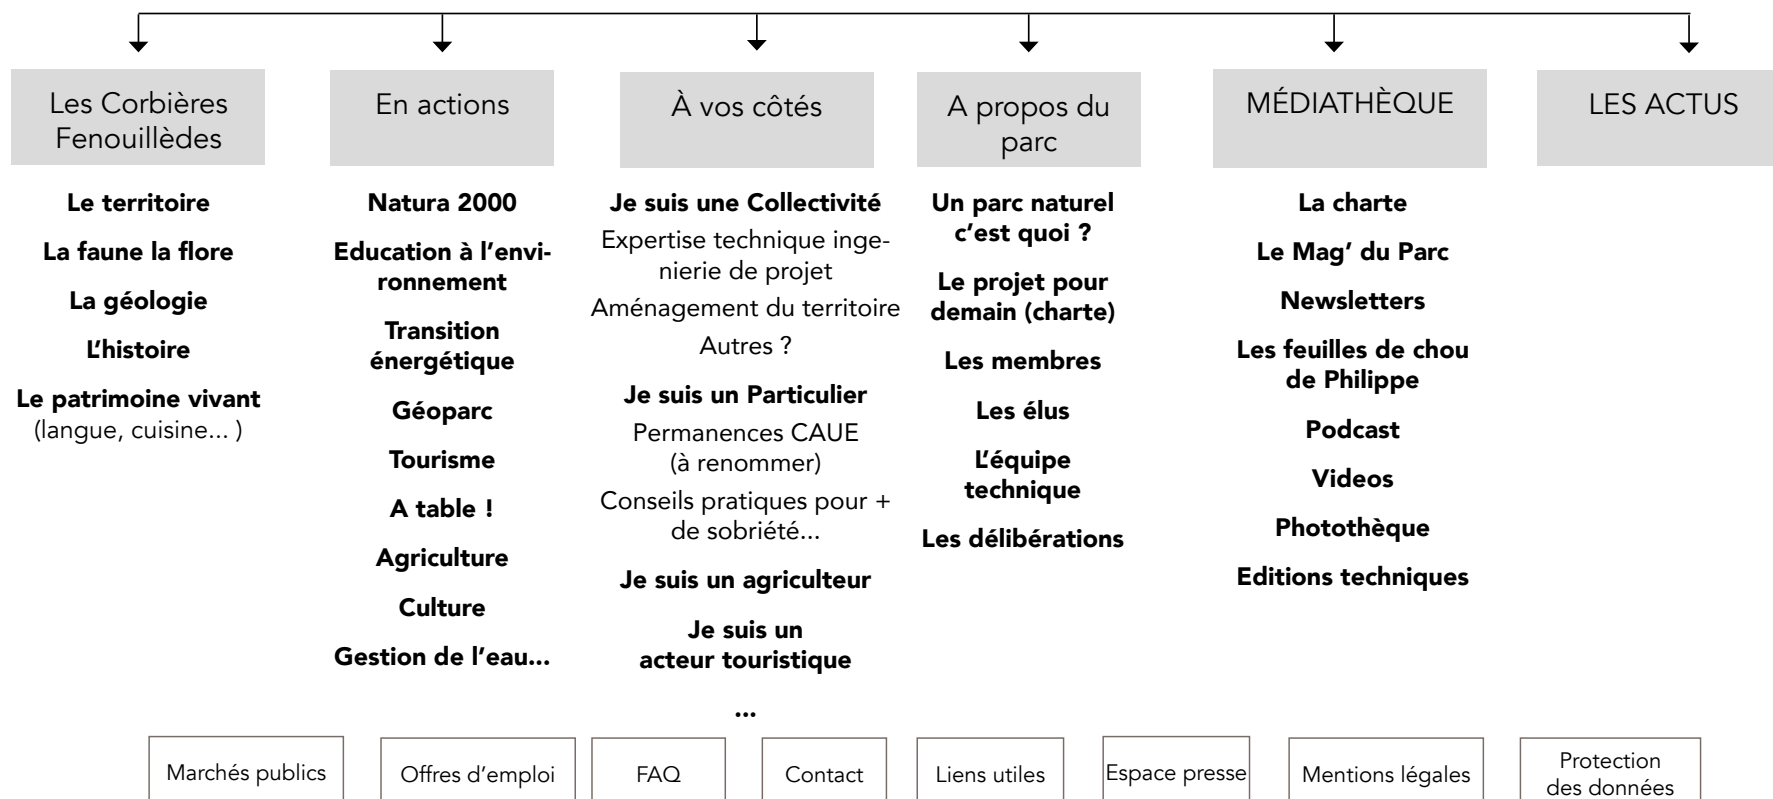 Les Corbières
Fenouillèdes
Le territoire
La faune la flore
La géologie
L'histoire
Le patrimoine vivant
(langue, cuisine... )
En actions
Natura 2000
Education à l'envi-
ronnement
Transition
énergétique
Géoparc
Tourisme
A table !
Agriculture
Culture
Gestion de l'eau...
À vos côtés
Je suis une Collectivité
Expertise technique inge-
nierie de projet
Aménagement du territoire
Autres ?
Je suis un Particulier
Permanences CAUE
(à renommer)
Conseils pratiques pour +
de sobriété...
Je suis un agriculteur
Je suis un
acteur touristique
...
A propos du
parc
Un parc naturel
c'est quoi ?
Le projet pour
demain (charte)
Les membres
Les élus
L'équipe
technique
Les délibérations
MÉDIATHÈQUE
La charte
Le Mag' du Parc
Newsletters
Les feuilles de chou
de Philippe
Podcast
Videos
Photothèque
Editions techniques
LES ACTUS
Marchés publics
Offres d'emploi
FAQ
Contact
Liens utiles
Espace presse
Mentions légales
Protection
des données